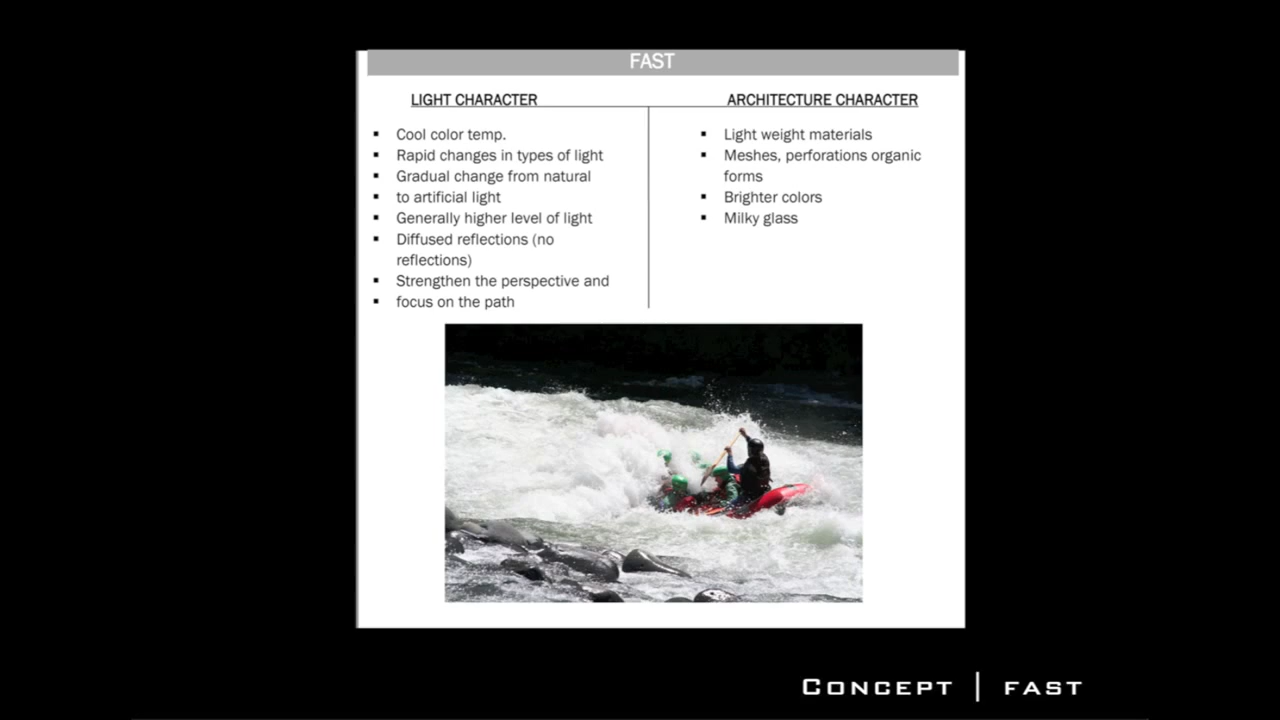 FAST
LIGHT CHARACTER
▪ Cool color temp.
▪ Rapid changes in types of light
▪ Gradual change from natural
▪ to artificial light
▪ Generally higher level of light
▪ Diffused reflections (no
reflections)
▪ Strengthen the perspective and
▪ focus on the path
ARCHITECTURE CHARACTER
▪ Light weight materials
▪ Meshes, perforations organic
forms
▪ Brighter colors
▪ Milky glass
CONCEPT | FAST